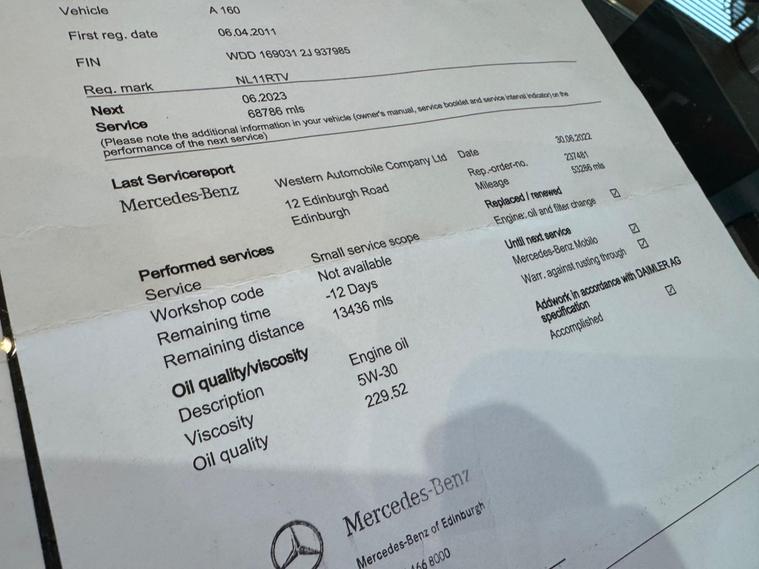 Vehicle A 160
First reg. date 06.04.2011
FIN WDD 169031 2J 937985
Reg. mark NL11RTV
Next 06.2023
Service 68786 mls
(Please note the additional information in your vehicle (owner's manual, service booklet and service interval indicator) on the
performance of the next service)
Last Servicereport
Mercedes-Benz
Western Automobile Company Ltd
12 Edinburgh Road
Edinburgh
Date 30.06.2022
Rep.-order-no. 237481
Mileage 53286 mls
Replaced / renewed
Engine: oil and filter change ☑
Until next service
Mercedes-Benz Mobilo ☑
Warr. against rusting through ☑
Addwork in accordance with DAIMLER AG
specification
Accomplished ☑
Performed services
Service Small service scope
Workshop code Not available
Remaining time -12 Days
Remaining distance 13436 mls
Oil quality/viscosity
Description Engine oil
Viscosity 5W-30
Oil quality 229.52
Mercedes-Benz
Mercedes-Benz of Edinburgh
8000